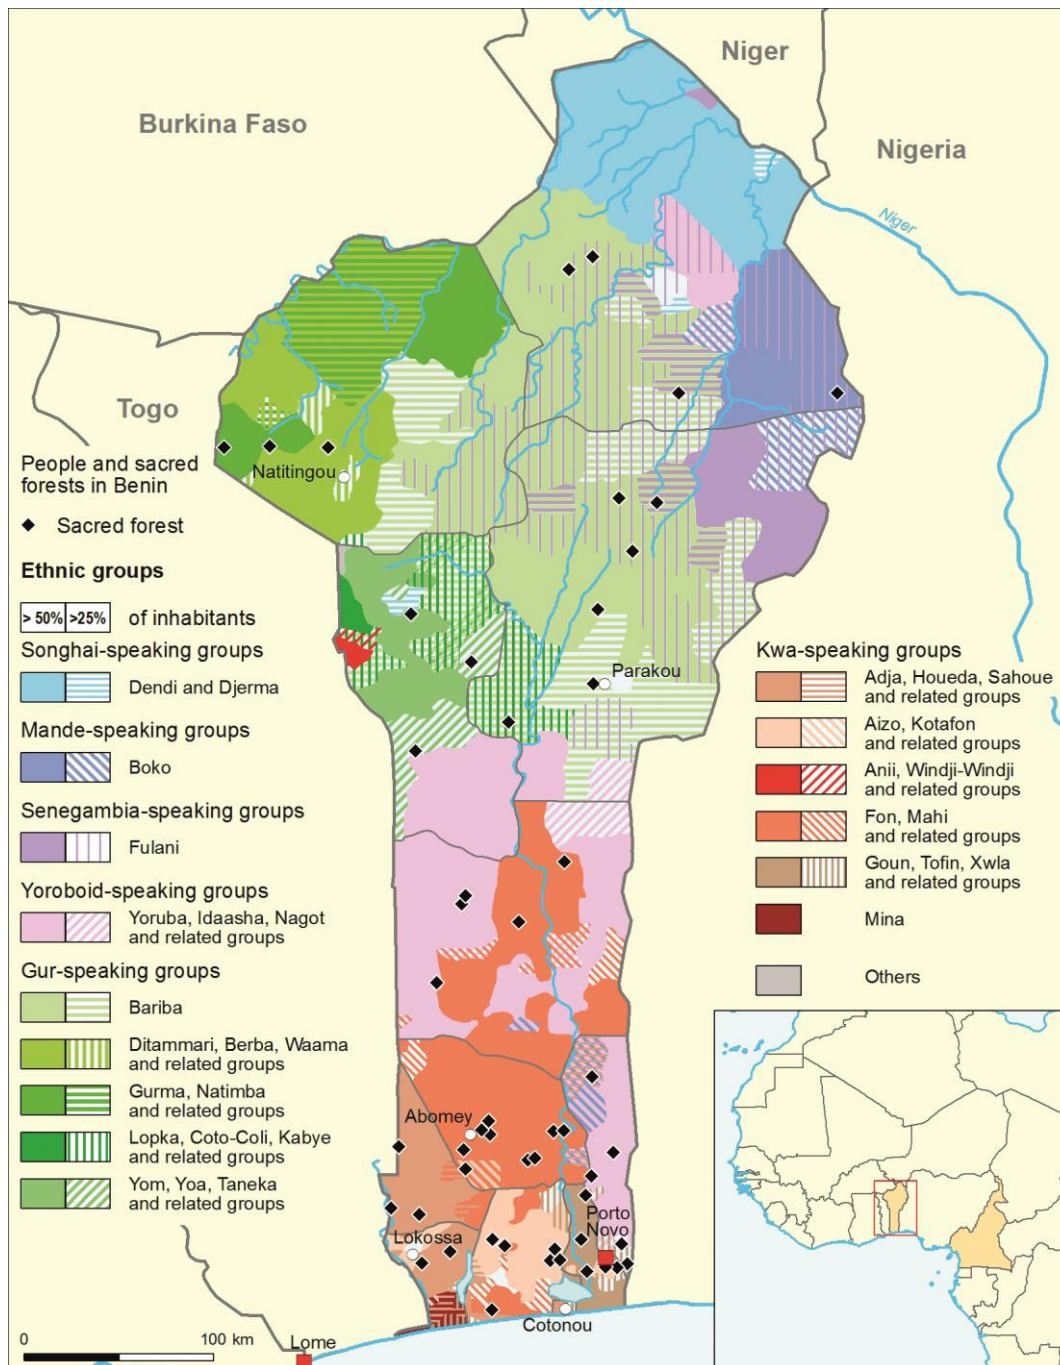 Niger
Burkina Faso
Nigeria
Niger
Togo
Natitingou
Parakou
Abomey
Lokossa
Porto
Novo
Cotonou
Lome
People and sacred
forests in Benin
Sacred forest
Ethnic groups
> 50% >25% of inhabitants
Songhai-speaking groups
Dendi and Djerma
Mande-speaking groups
Boko
Senegambia-speaking groups
Fulani
Yoroboid-speaking groups
Yoruba, Idaasha, Nagot
and related groups
Gur-speaking groups
Bariba
Ditammari, Berba, Waama
and related groups
Gurma, Natimba
and related groups
Lopka, Coto-Coli, Kabye
and related groups
Yom, Yoa, Taneka
and related groups
Kwa-speaking groups
Adja, Houeda, Sahoue
and related groups
Aizo, Kotafon
and related groups
Anii, Windji-Windji
and related groups
Fon, Mahi
and related groups
Goun, Tofin, Xwla
and related groups
Mina
Others
0 100 km